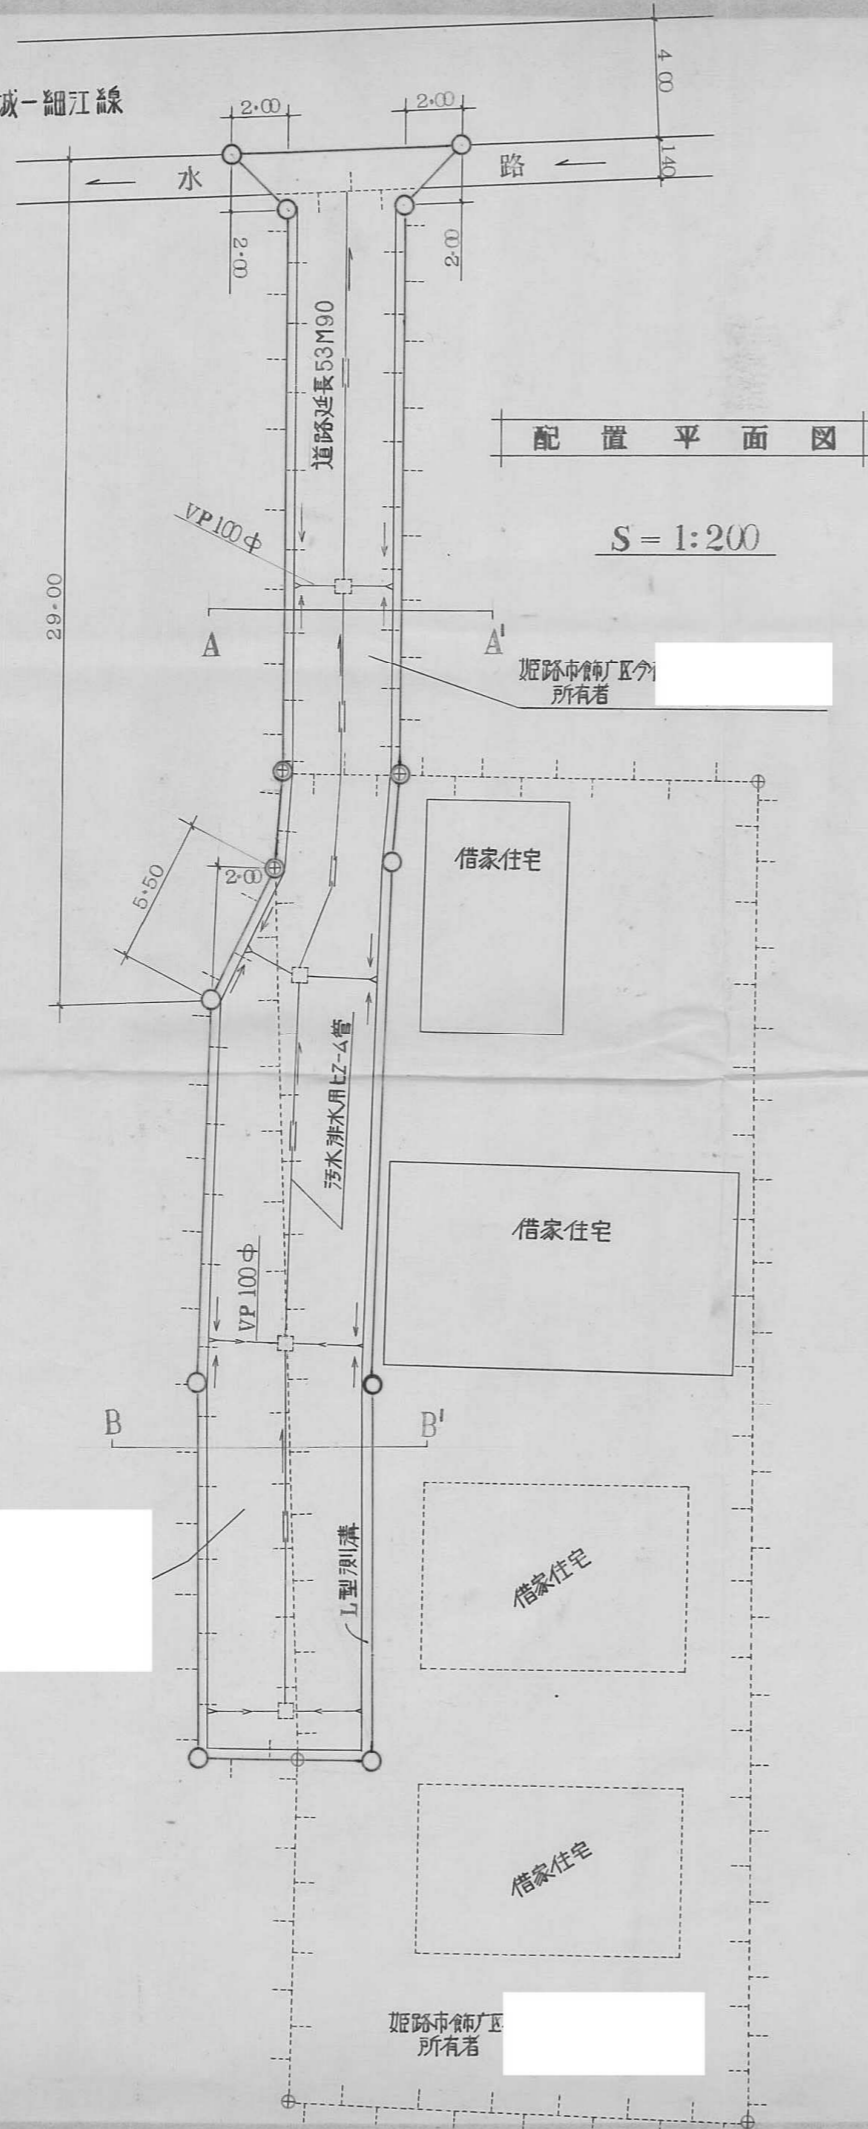 城-細江線
4.00
2.00
2.00
水
路
1.40
2.00
2.00
道路延長53M90
配置平面図
S = 1:200
VP100φ
29.00
A
A'
姫路市飾广区今在
所有者
借家住宅
5.50
2.00
汚水排水用ヒューム管
借家住宅
VP100φ
B
B'
L型測溝
借家住宅
借家住宅
姫路市飾广区
所有者